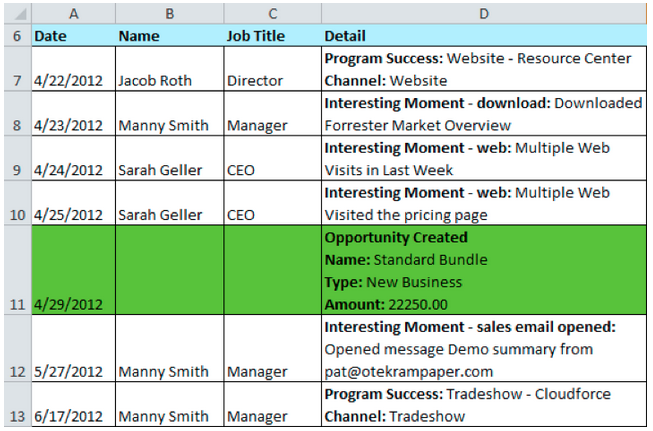 A B C D
6 Date Name Job Title Detail
Program Success: Website - Resource Center
7 4/22/2012 Jacob Roth Director Channel: Website
Interesting Moment - download: Downloaded
8 4/23/2012 Manny Smith Manager Forrester Market Overview
Interesting Moment - web: Multiple Web
9 4/24/2012 Sarah Geller CEO Visits in Last Week
Interesting Moment - web: Multiple Web
10 4/25/2012 Sarah Geller CEO Visited the pricing page
Opportunity Created
Name: Standard Bundle
Type: New Business
11 4/29/2012 Amount: 22250.00
Interesting Moment - sales email opened:
Opened message Demo summary from
12 5/27/2012 Manny Smith Manager pat@otekrampaper.com
Program Success: Tradeshow - Cloudforce
13 6/17/2012 Manny Smith Manager Channel: Tradeshow